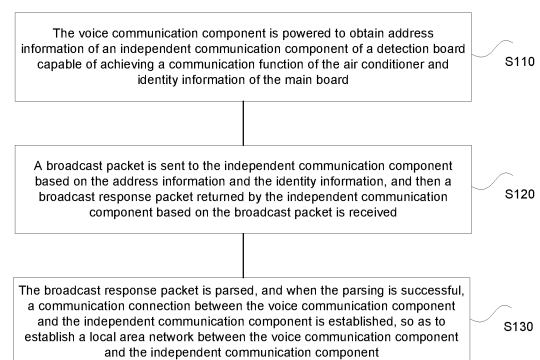 The voice communication component is powered to obtain address
information of an independent communication component of a detection board
capable of achieving a communication function of the air conditioner and
identity information of the main board
S110
A broadcast packet is sent to the independent communication component
based on the address information and the identity information, and then a
broadcast response packet returned by the independent communication
component based on the broadcast packet is received
S120
The broadcast response packet is parsed, and when the parsing is successful,
a communication connection between the voice communication component
and the independent communication component is established, so as to
establish a local area network between the voice communication component
and the independent communication component
S130